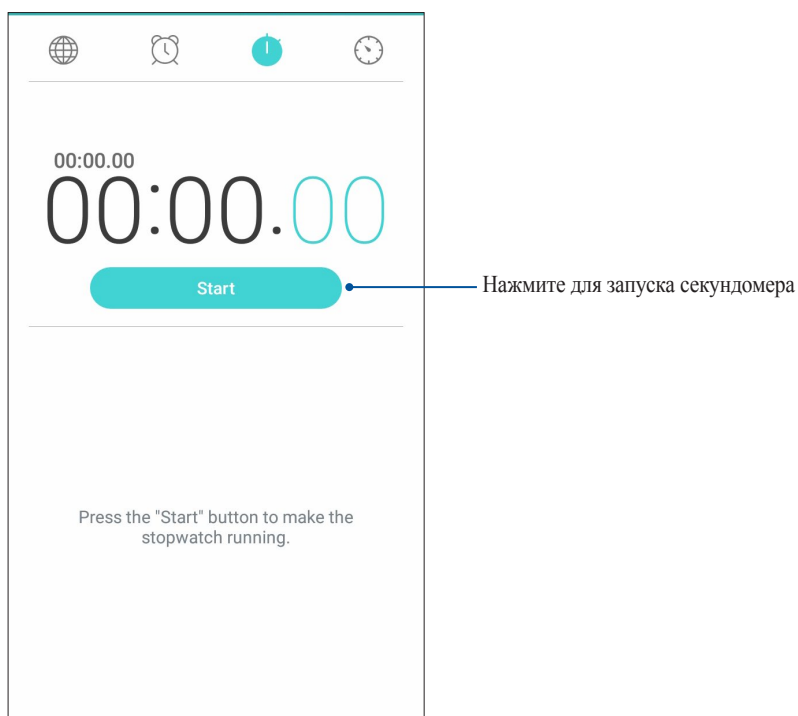 00:00.00
00:00.00
Start
Нажмите для запуска секундомера
Press the "Start" button to make the
stopwatch running.